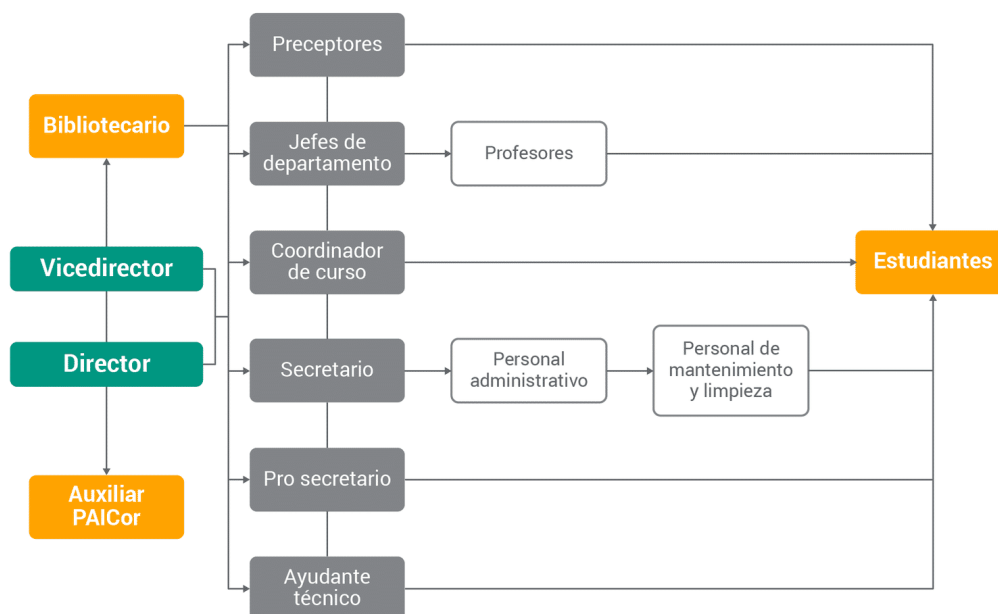 Preceptores
Bibliotecario
Jefes de
departamento
Profesores
Vicedirector
Coordinador
de curso
Estudiantes
Director
Secretario
Personal
administrativo
Personal de
mantenimiento
y limpieza
Auxiliar
PAICor
Pro secretario
Ayudante
técnico